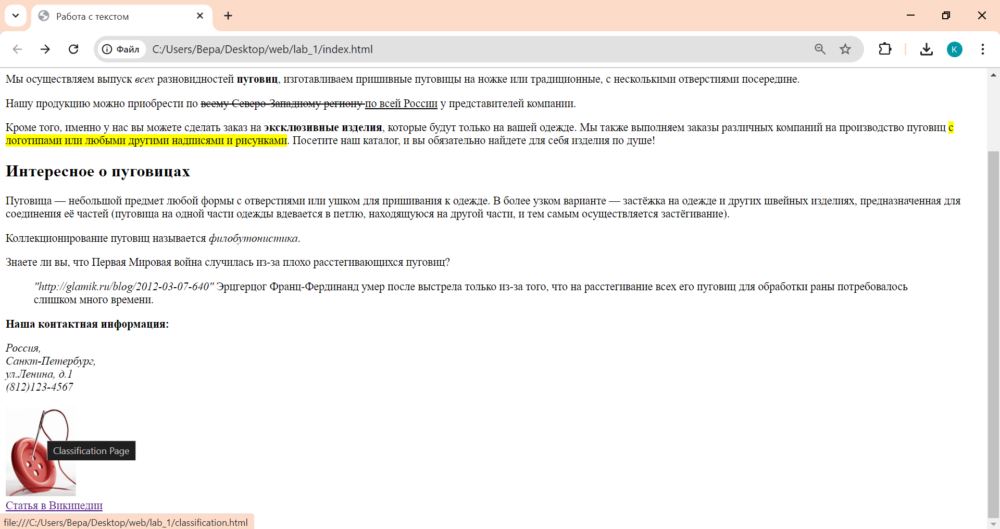 Работа с текстом
Файл
C:/Users/Вера/Desktop/web/lab_1/index.html
K
Мы осуществляем выпуск всех разновидностей пуговиц, изготавливаем пришивные пуговицы на ножке или традиционные, с несколькими отверстиями посередине.
Нашу продукцию можно приобрести по всему Северо-Западному региону по всей России у представителей компании.
Кроме того, именно у нас вы можете сделать заказ на эксклюзивные изделия, которые будут только на вашей одежде. Мы также выполняем заказы различных компаний на производство пуговиц с
логотипами или любыми другими надписями и рисунками. Посетите наш каталог, и вы обязательно найдете для себя изделия по душе!
Интересное о пуговицах
Пуговица — небольшой предмет любой формы с отверстиями или ушком для пришивания к одежде. В более узком варианте — застёжка на одежде и других швейных изделиях, предназначенная для
соединения её частей (пуговица на одной части одежды вдевается в петлю, находящуюся на другой части, и тем самым осуществляется застёгивание).
Коллекционирование пуговиц называется филобутонистика.
Знаете ли вы, что Первая Мировая война случилась из-за плохо расстегивающихся пуговиц?
"http://glamik.ru/blog/2012-03-07-640" Эрцгерцог Франц-Фердинанд умер после выстрела только из-за того, что на расстегивание всех его пуговиц для обработки раны потребовалось
слишком много времени.
Наша контактная информация:
Россия,
Санкт-Петербург,
ул.Ленина, д.1
(812)123-4567
Classification Page
Статья в Википедии
file:///C:/Users/Вера/Desktop/web/lab_1/classification.html